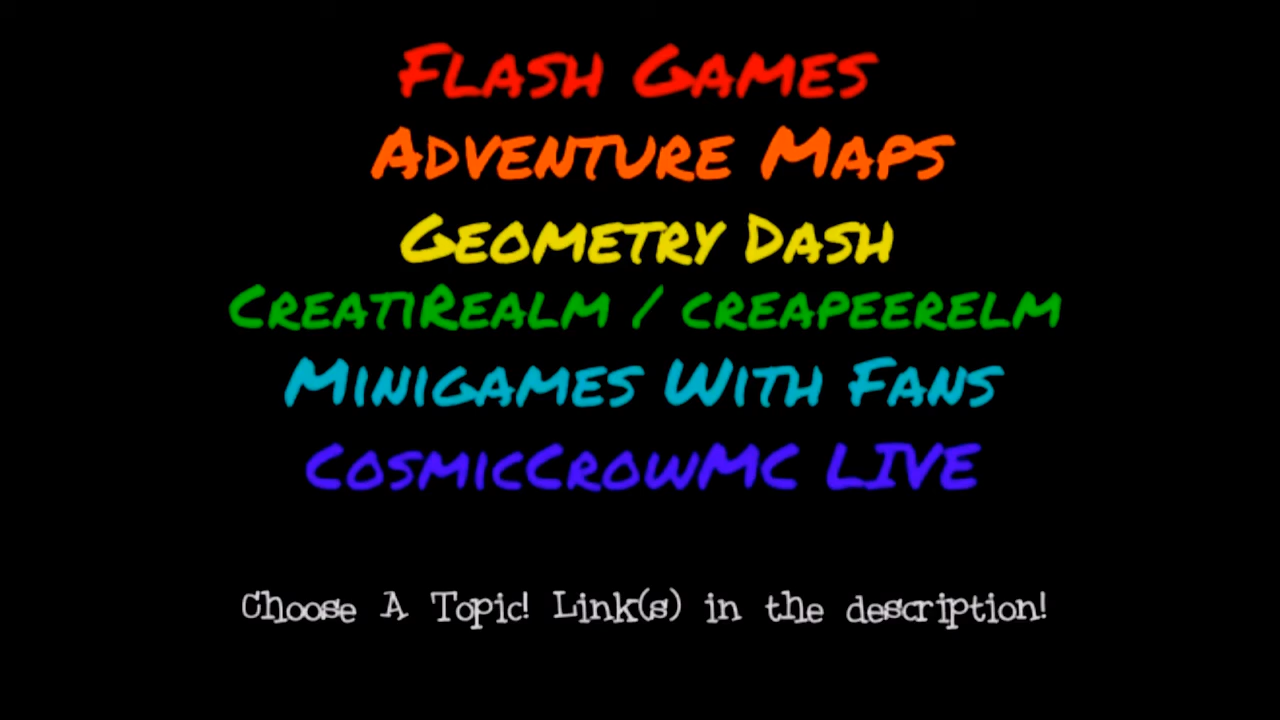 Flash Games
Adventure Maps
Geometry Dash
CreatiRealm / creapeerelm
Minigames With Fans
CosmicCrowMC LIVE
Choose A Topic! Link(s) in the description!